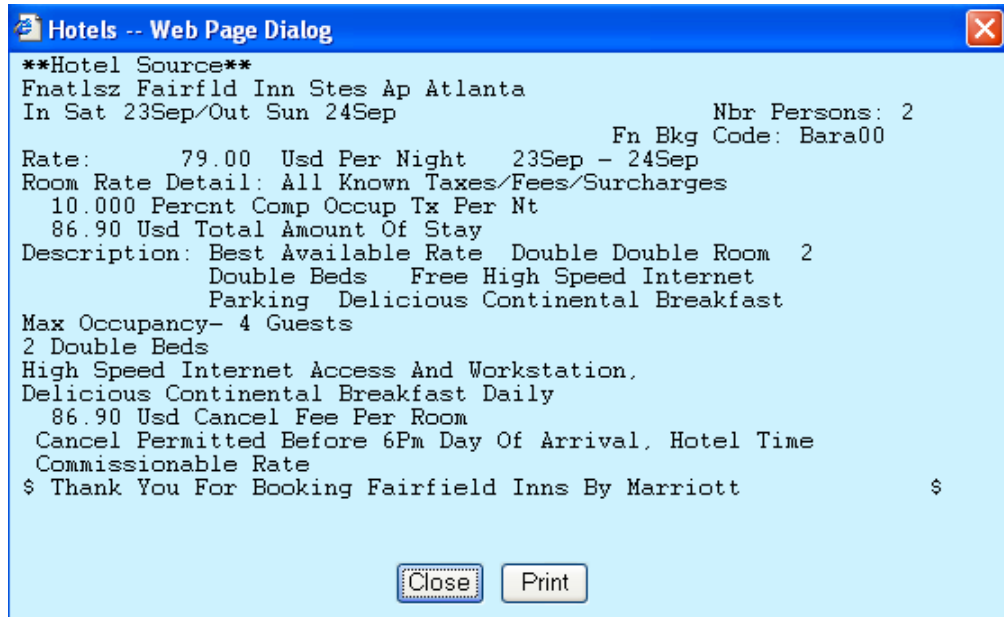 Hotels -- Web Page Dialog
**Hotel Source**
Fnatlsz Fairfld Inn Stes Ap Atlanta
In Sat 23Sep/Out Sun 24Sep Nbr Persons: 2
Fn Bkg Code: Bara00
Rate: 79.00 Usd Per Night 23Sep - 24Sep
Room Rate Detail: All Known Taxes/Fees/Surcharges
10.000 Percnt Comp Occup Tx Per Nt
86.90 Usd Total Amount Of Stay
Description: Best Available Rate Double Double Room 2
Double Beds Free High Speed Internet
Parking Delicious Continental Breakfast
Max Occupancy- 4 Guests
2 Double Beds
High Speed Internet Access And Workstation,
Delicious Continental Breakfast Daily
86.90 Usd Cancel Fee Per Room
Cancel Permitted Before 6Pm Day Of Arrival, Hotel Time
Commissionable Rate
$ Thank You For Booking Fairfield Inns By Marriott $
Close Print